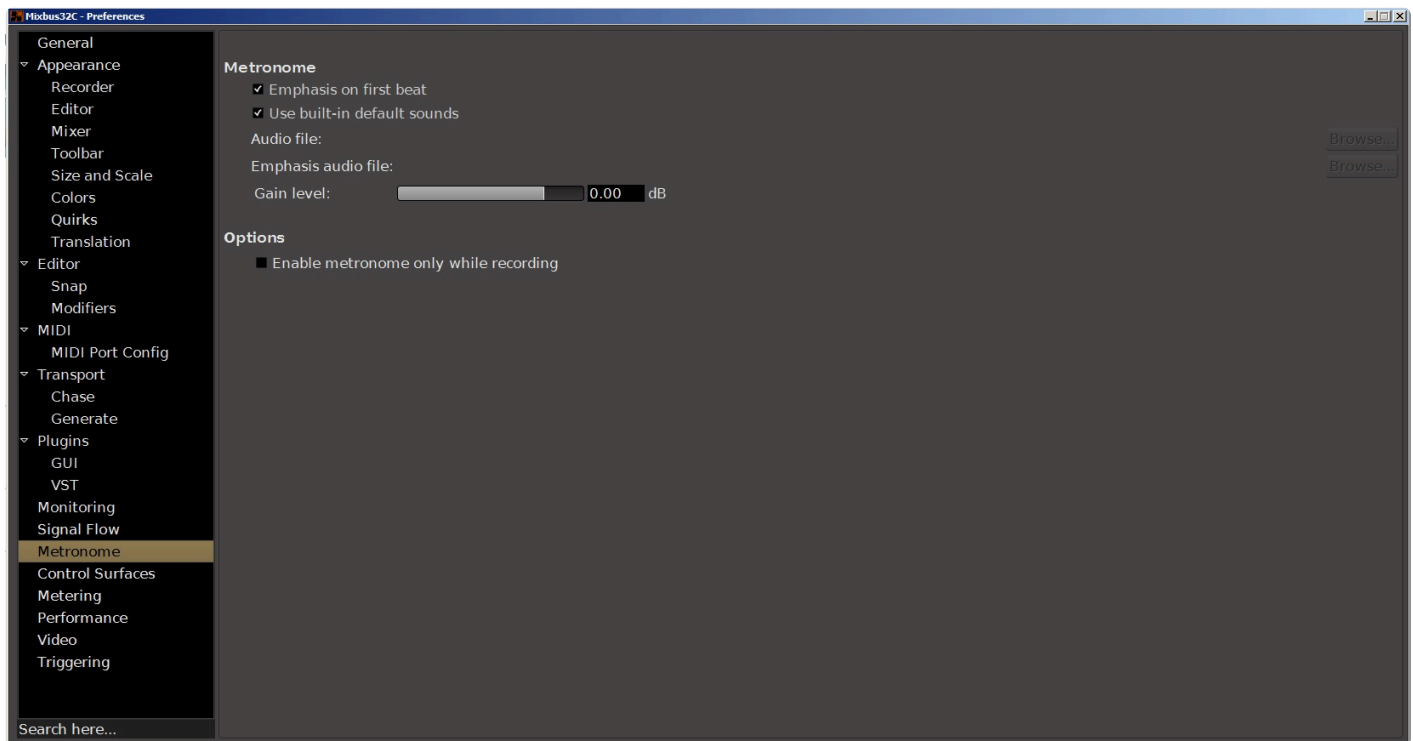 Mixbus32C - Preferences
General
Appearance
Recorder
Editor
Mixer
Toolbar
Size and Scale
Colors
Quirks
Translation
Editor
Snap
Modifiers
MIDI
MIDI Port Config
Transport
Chase
Generate
Plugins
GUI
VST
Monitoring
Signal Flow
Metronome
Control Surfaces
Metering
Performance
Video
Triggering
Search here...
Metronome
Emphasis on first beat
Use built-in default sounds
Audio file: Browse...
Emphasis audio file: Browse...
Gain level: 0.00 dB
Options
Enable metronome only while recording